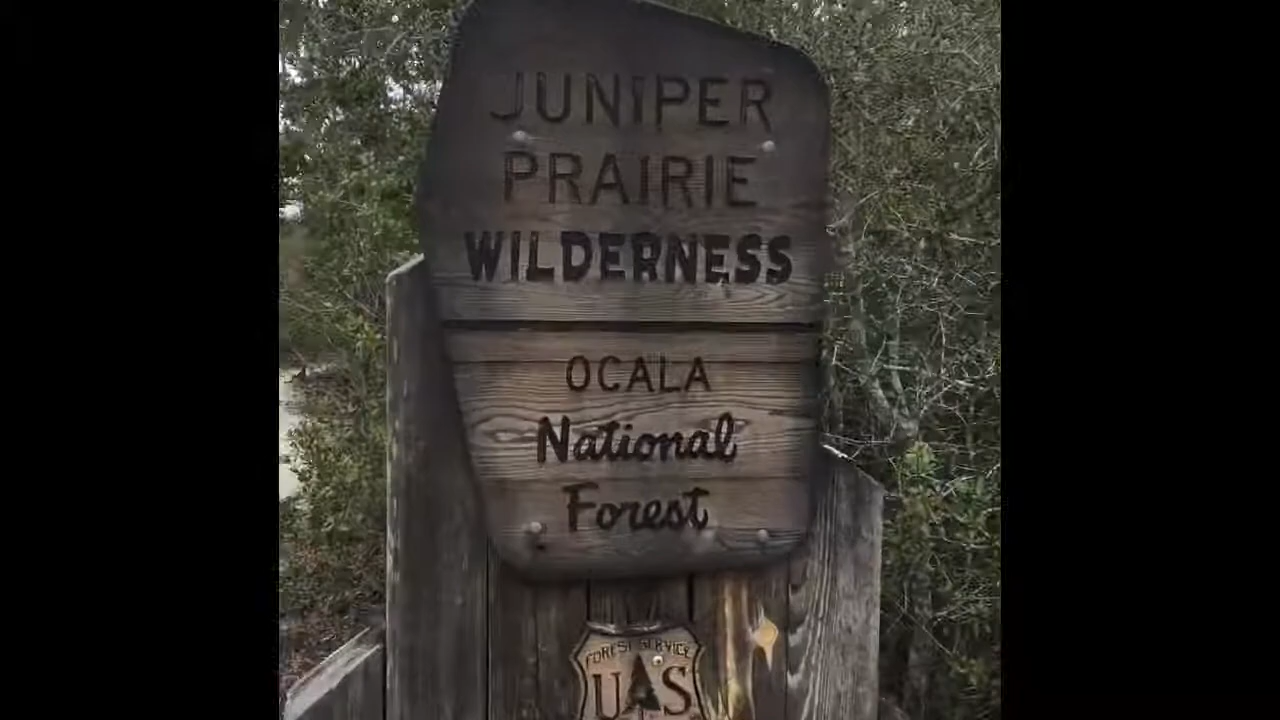 JUNIPER
PRAIRIE
WILDERNESS
OCALA
National
Forest
FOREST SERVICE
U S